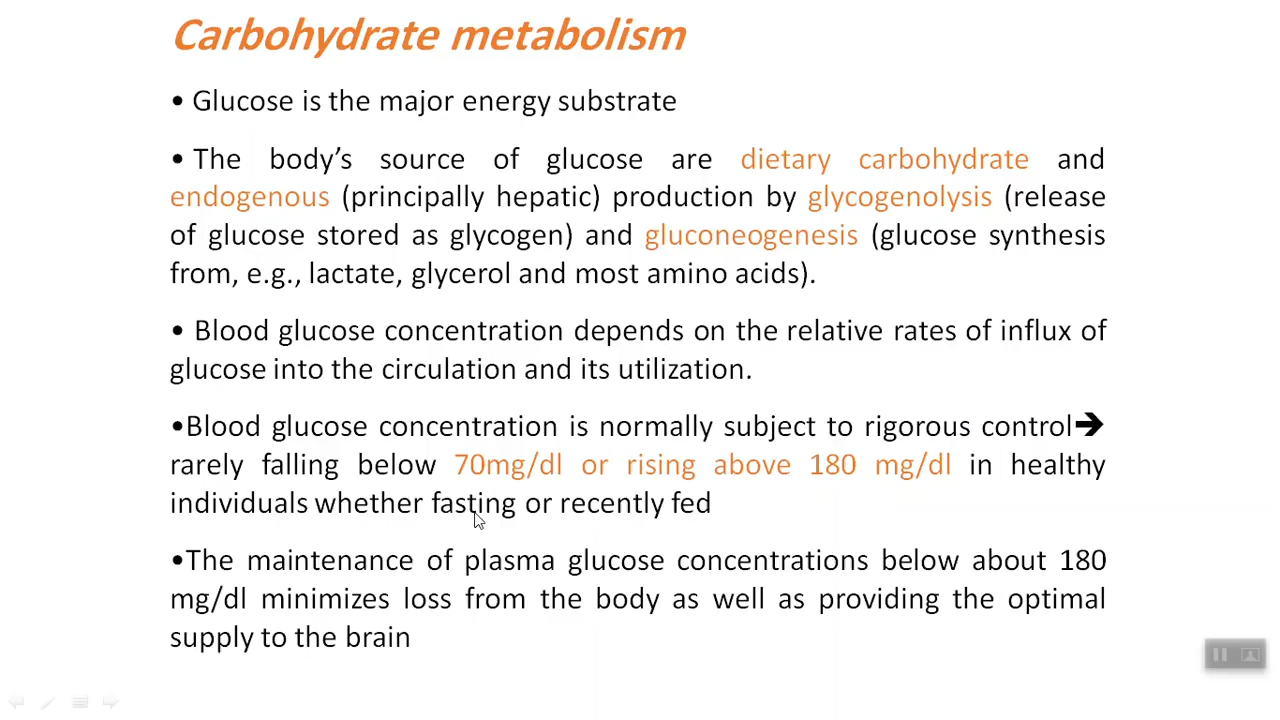 Carbohydrate metabolism
• Glucose is the major energy substrate
• The body’s source of glucose are dietary carbohydrate and
endogenous (principally hepatic) production by glycogenolysis (release
of glucose stored as glycogen) and gluconeogenesis (glucose synthesis
from, e.g., lactate, glycerol and most amino acids).
• Blood glucose concentration depends on the relative rates of influx of
glucose into the circulation and its utilization.
•Blood glucose concentration is normally subject to rigorous control➔
rarely falling below 70mg/dl or rising above 180 mg/dl in healthy
individuals whether fasting or recently fed
•The maintenance of plasma glucose concentrations below about 180
mg/dl minimizes loss from the body as well as providing the optimal
supply to the brain